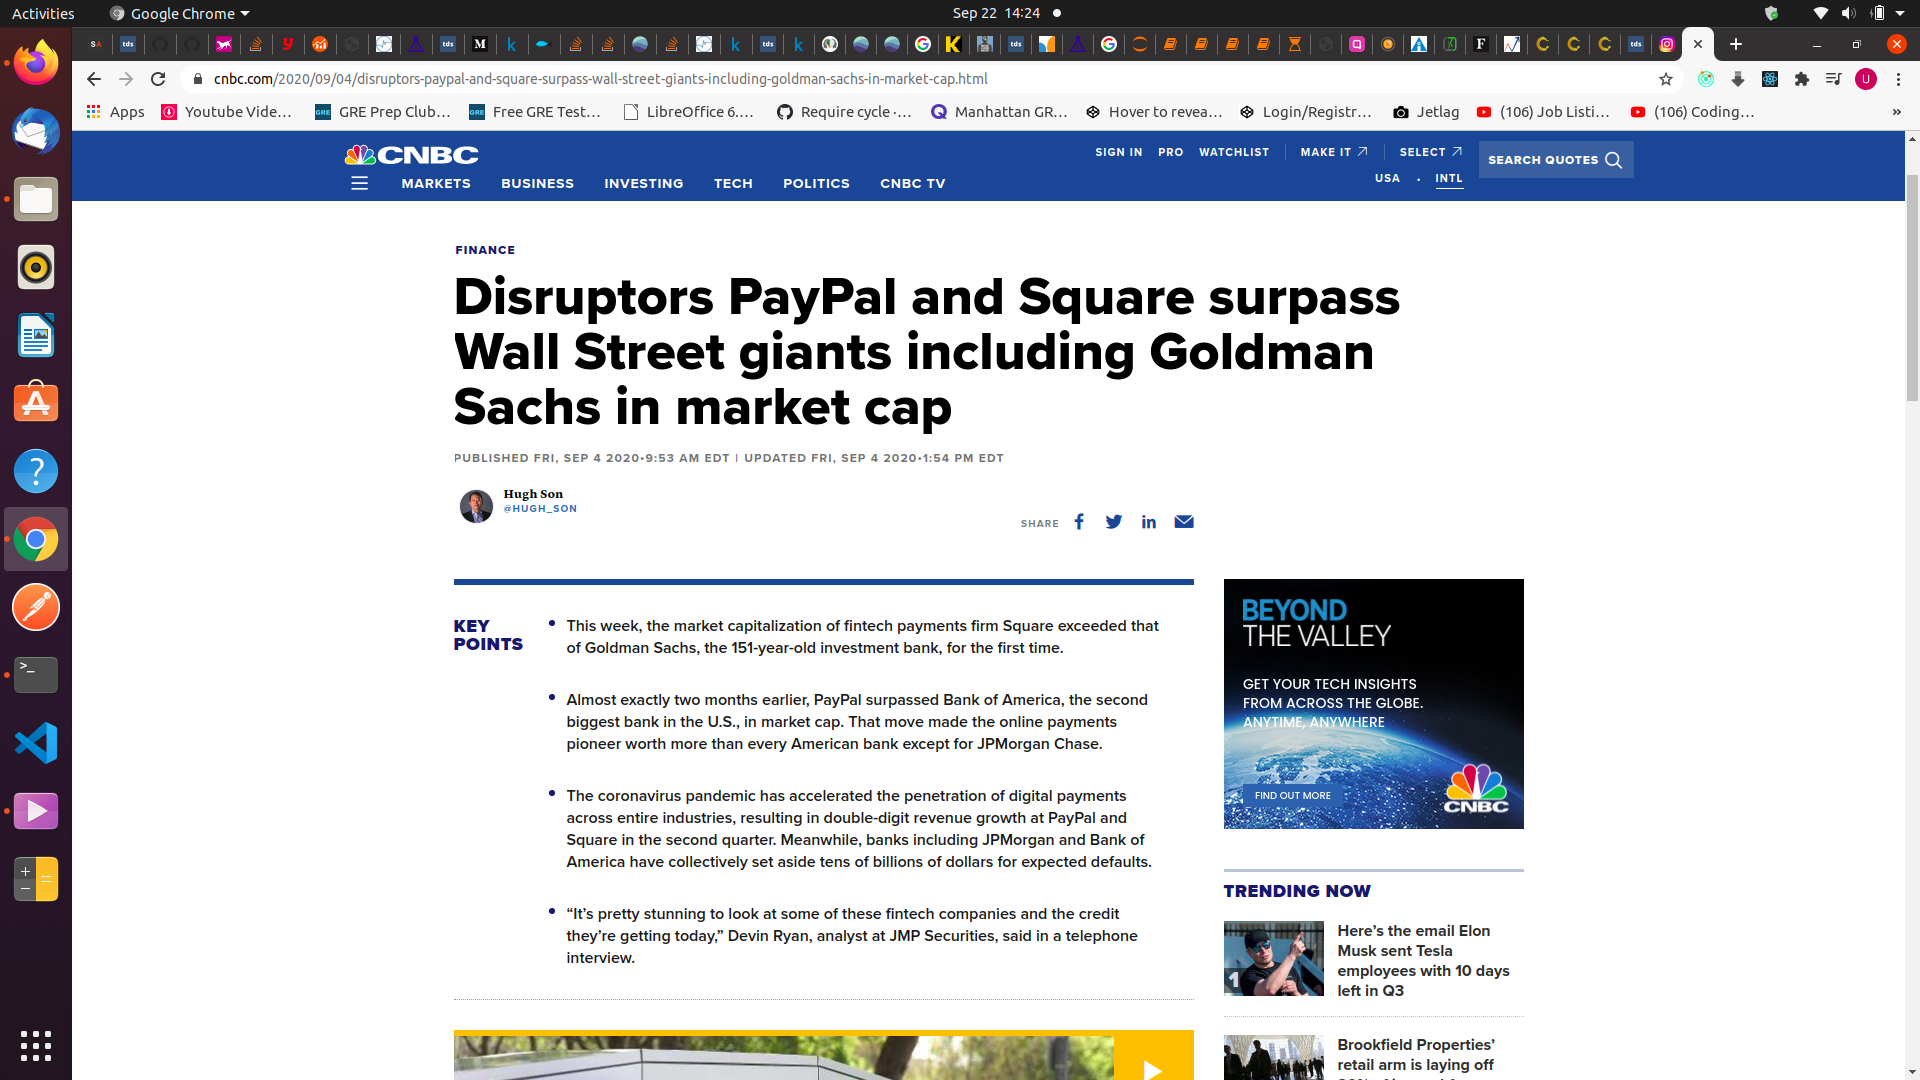 Activities
Google Chrome
Sep 22 14:24
SA
tds
tds
M
k
k
tds
k
G
K
tds
G
F
C
C
C
tds
cnbc.com/2020/09/04/disruptors-paypal-and-square-surpass-wall-street-giants-including-goldman-sachs-in-market-cap.html
U
Apps
Youtube Vide…
GRE
GRE Prep Club…
GRE
Free GRE Test…
LibreOffice 6.…
Require cycle ·…
Manhattan GR…
Hover to revea…
Login/Registr…
Jetlag
(106) Job Listi…
(106) Coding…
»
CNBC
SIGN IN PRO WATCHLIST MAKE IT SELECT
SEARCH QUOTES
MARKETS BUSINESS INVESTING TECH POLITICS CNBC TV
USA · INTL
FINANCE
Disruptors PayPal and Square surpass
Wall Street giants including Goldman
Sachs in market cap
PUBLISHED FRI, SEP 4 2020•9:53 AM EDT | UPDATED FRI, SEP 4 2020•1:54 PM EDT
Hugh Son
@HUGH_SON
SHARE
KEY
POINTS
• This week, the market capitalization of fintech payments firm Square exceeded that
of Goldman Sachs, the 151-year-old investment bank, for the first time.
• Almost exactly two months earlier, PayPal surpassed Bank of America, the second
biggest bank in the U.S., in market cap. That move made the online payments
pioneer worth more than every American bank except for JPMorgan Chase.
• The coronavirus pandemic has accelerated the penetration of digital payments
across entire industries, resulting in double-digit revenue growth at PayPal and
Square in the second quarter. Meanwhile, banks including JPMorgan and Bank of
America have collectively set aside tens of billions of dollars for expected defaults.
• “It’s pretty stunning to look at some of these fintech companies and the credit
they’re getting today,” Devin Ryan, analyst at JMP Securities, said in a telephone
interview.
BEYOND
THE VALLEY
GET YOUR TECH INSIGHTS
FROM ACROSS THE GLOBE.
ANYTIME, ANYWHERE
FIND OUT MORE
CNBC
TRENDING NOW
1
Here’s the email Elon
Musk sent Tesla
employees with 10 days
left in Q3
Brookfield Properties’
retail arm is laying off